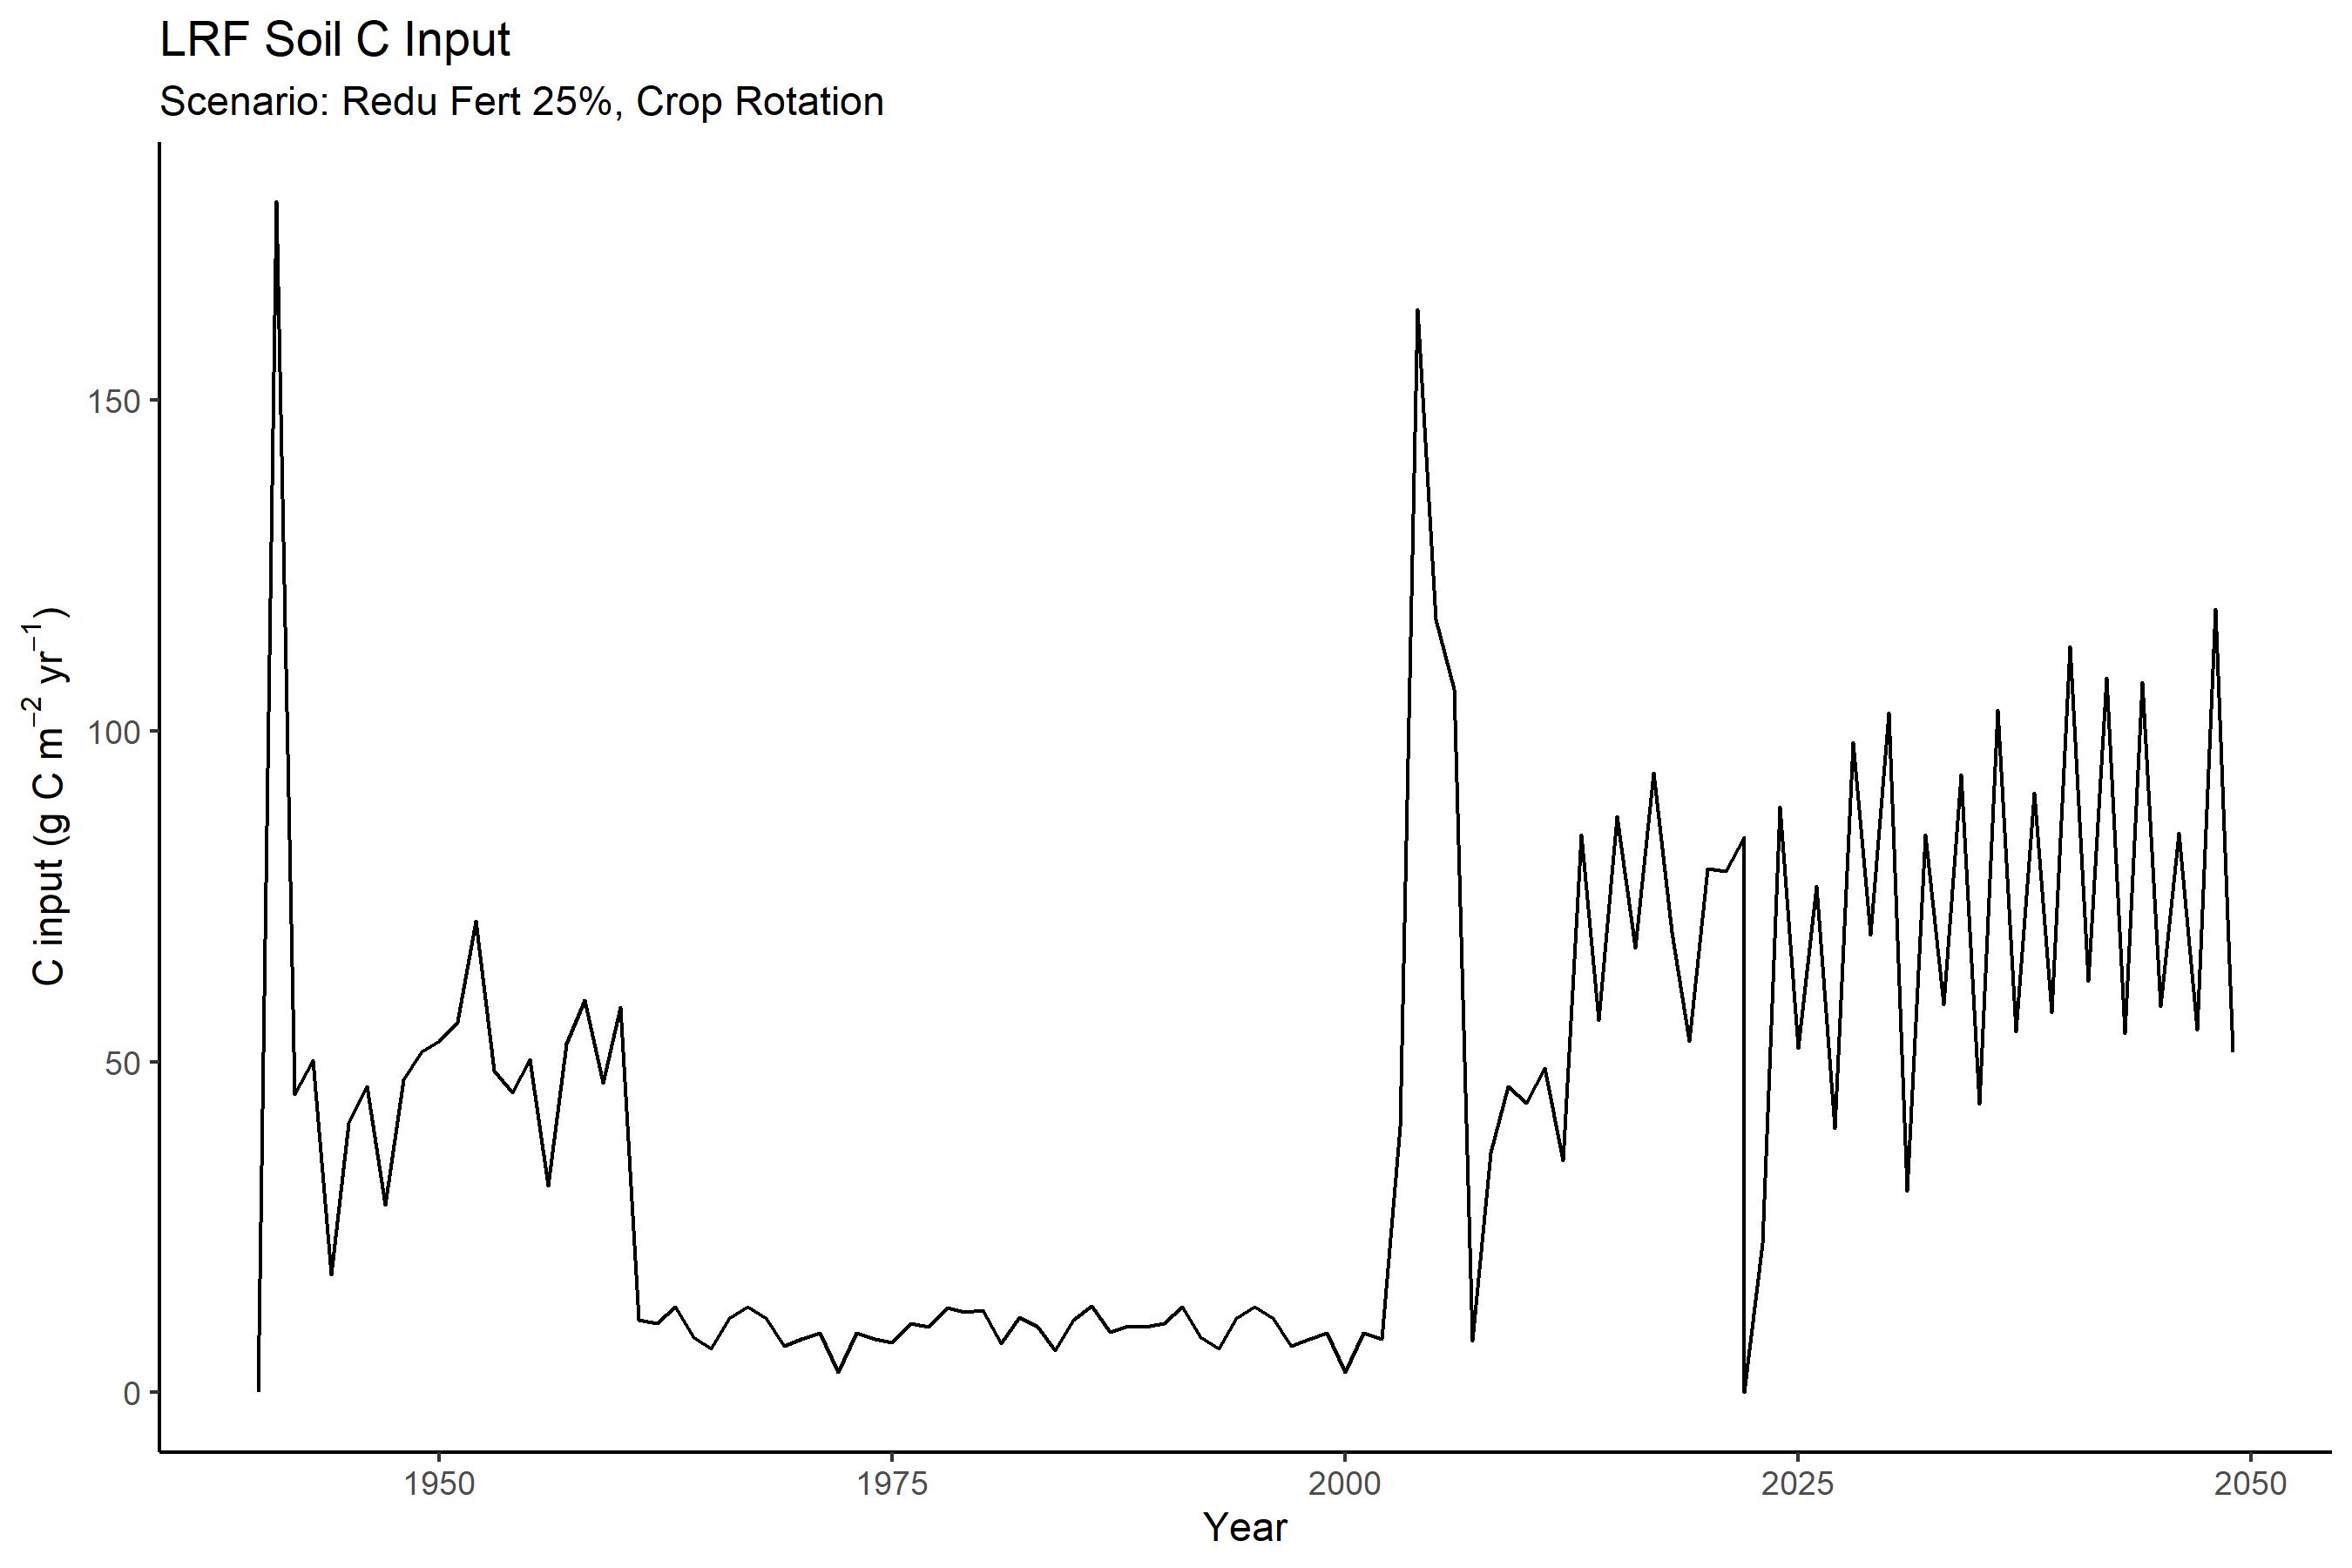 LRF Soil C Input
Scenario: Redu Fert 25%, Crop Rotation
C input (g C m⁻² yr⁻¹)
150
100
50
0
1950 1975 2000 2025 2050
Year